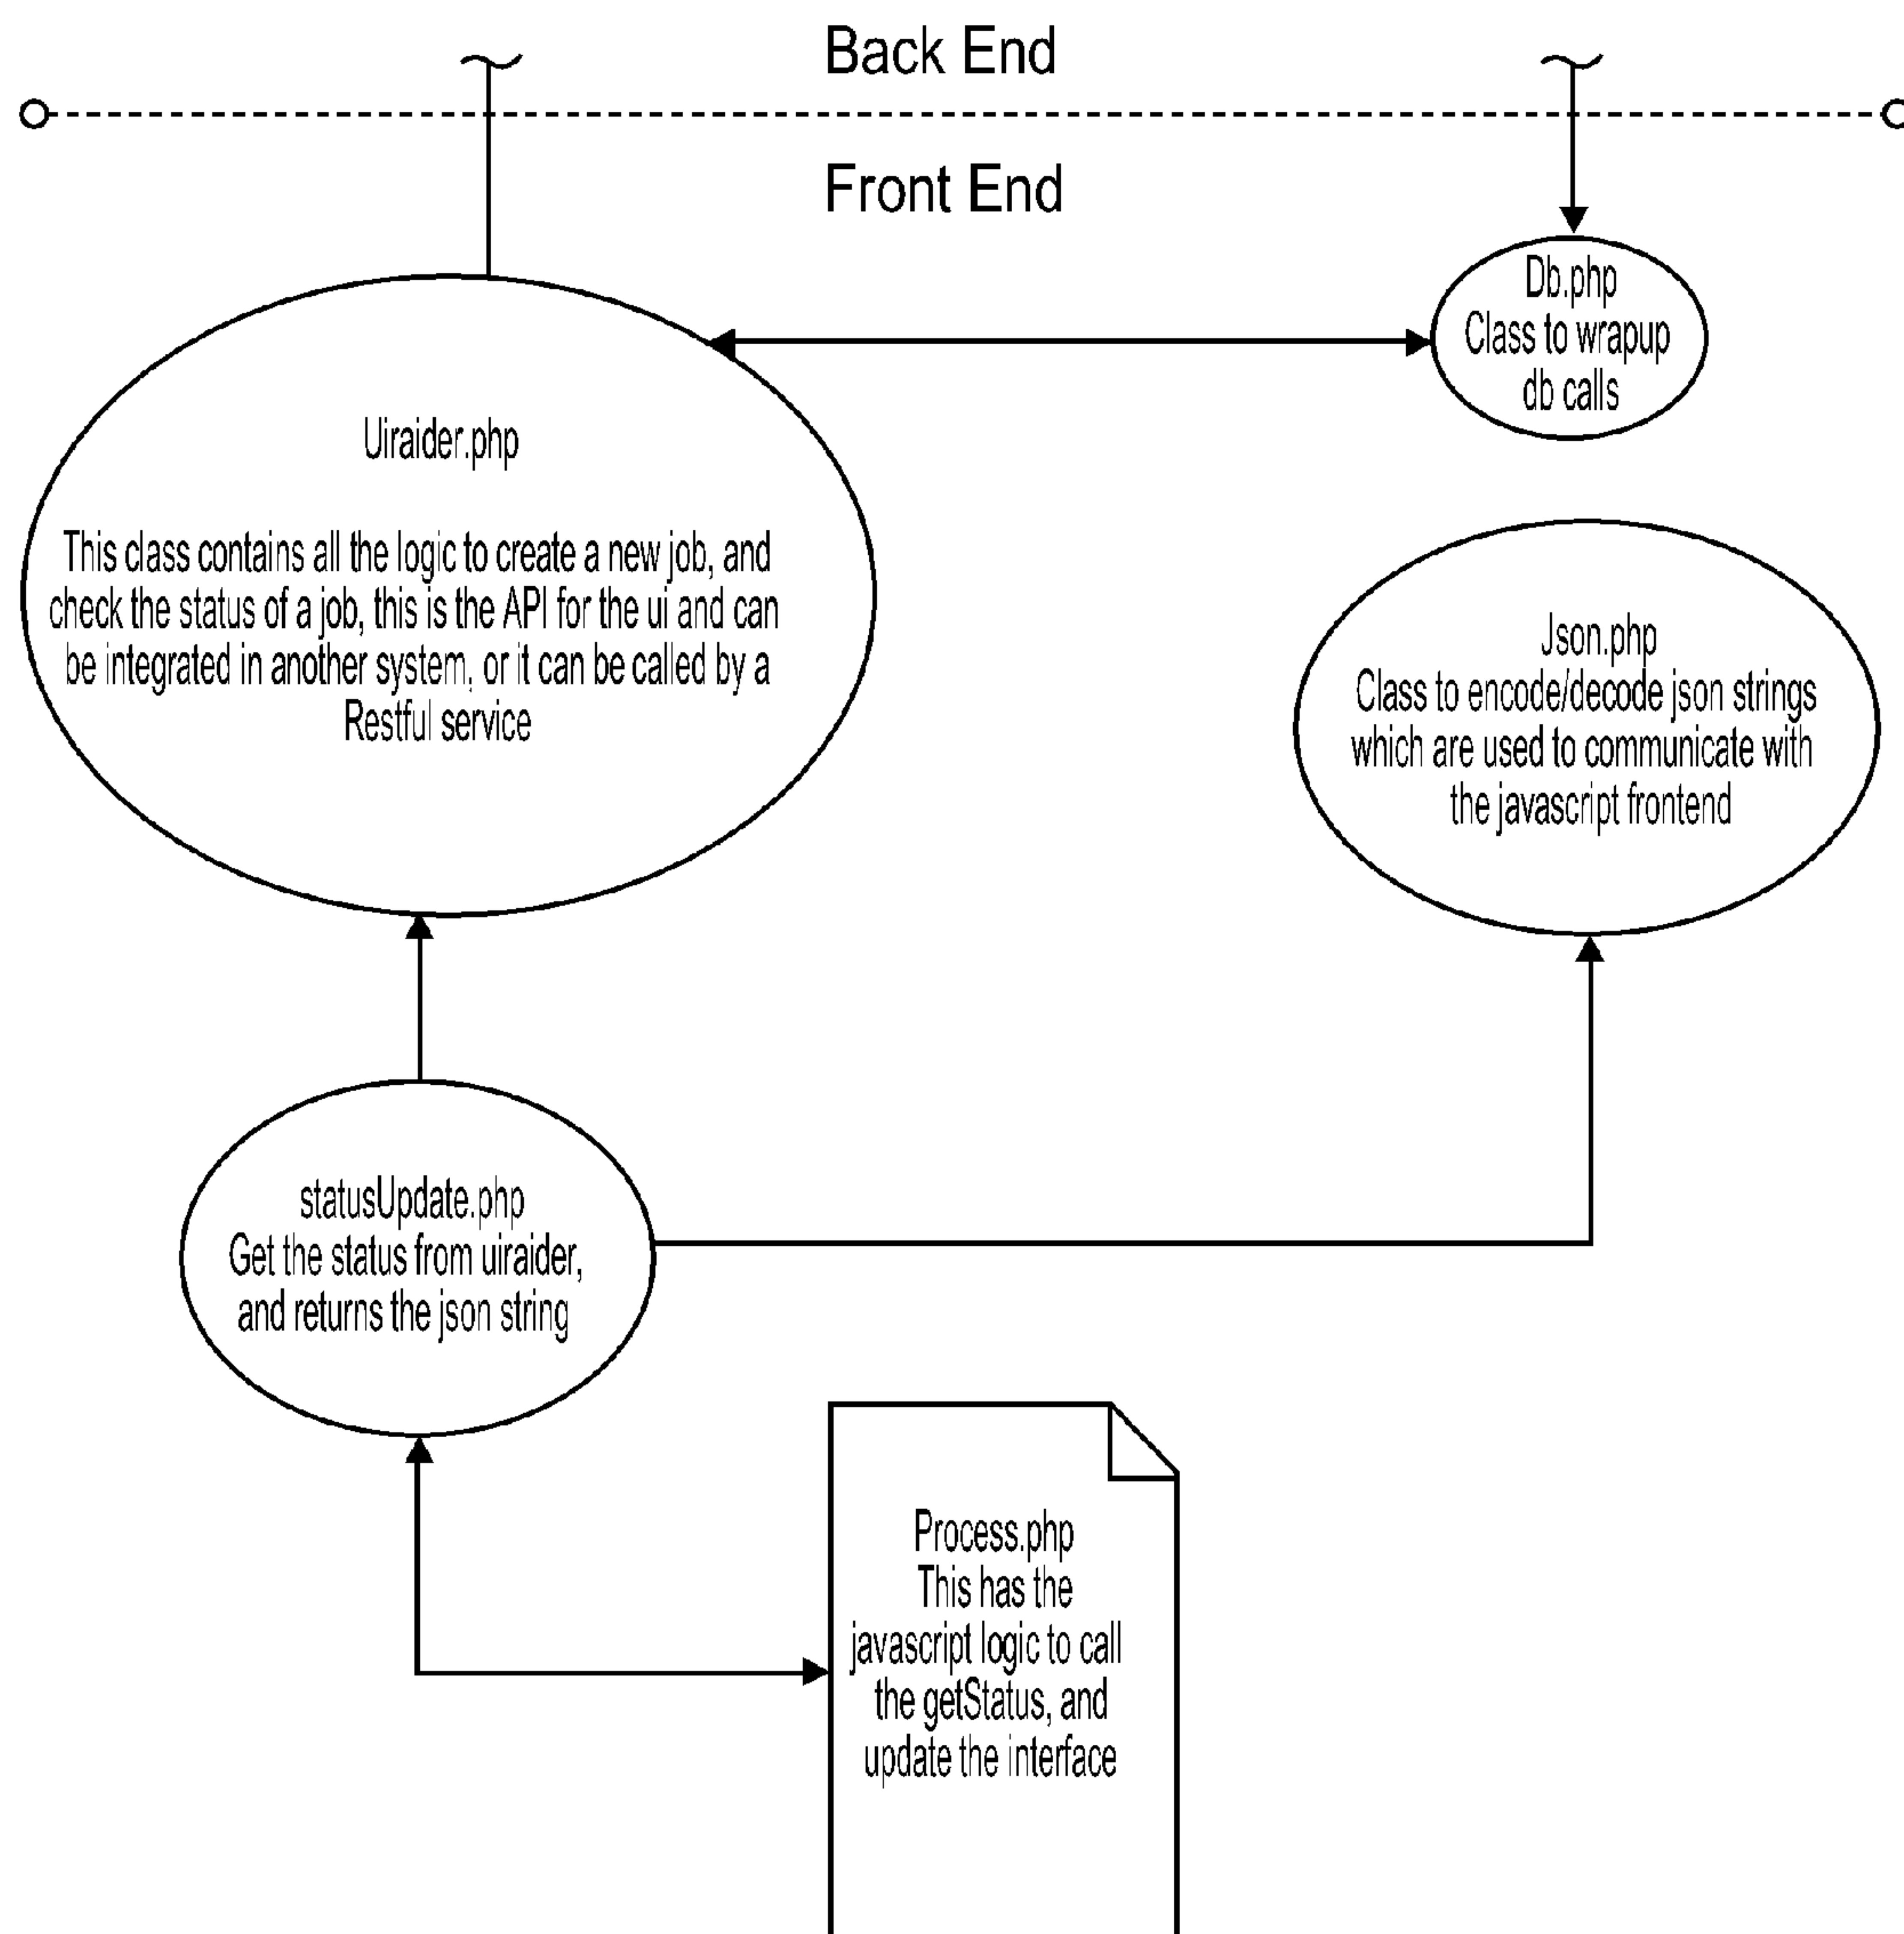 Back End
Front End
Db.php
Class to wrapup
db calls
Uiraider.php
This class contains all the logic to create a new job, and
check the status of a job, this is the API for the ui and can
be integrated in another system, or it can be called by a
Restful service
Json.php
Class to encode/decode json strings
which are used to communicate with
the javascript frontend
statusUpdate.php
Get the status from uiraider,
and returns the json string
Process.php
This has the
javascript logic to call
the getStatus, and
update the interface